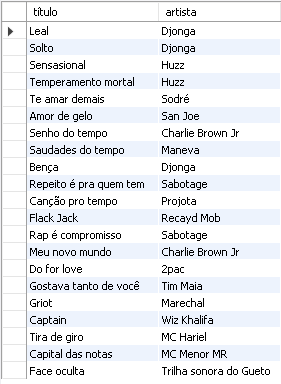 título artista
Leal Djonga
Solto Djonga
Sensasional Huzz
Temperamento mortal Huzz
Te amar demais Sodré
Amor de gelo San Joe
Senho do tempo Charlie Brown Jr
Saudades do tempo Maneva
Bença Djonga
Repeito é pra quem tem Sabotage
Canção pro tempo Projota
Flack Jack Recayd Mob
Rap é compromisso Sabotage
Meu novo mundo Charlie Brown Jr
Do for love 2pac
Gostava tanto de você Tim Maia
Griot Marechal
Captain Wiz Khalifa
Tira de giro MC Hariel
Capital das notas MC Menor MR
Face oculta Trilha sonora do Gueto